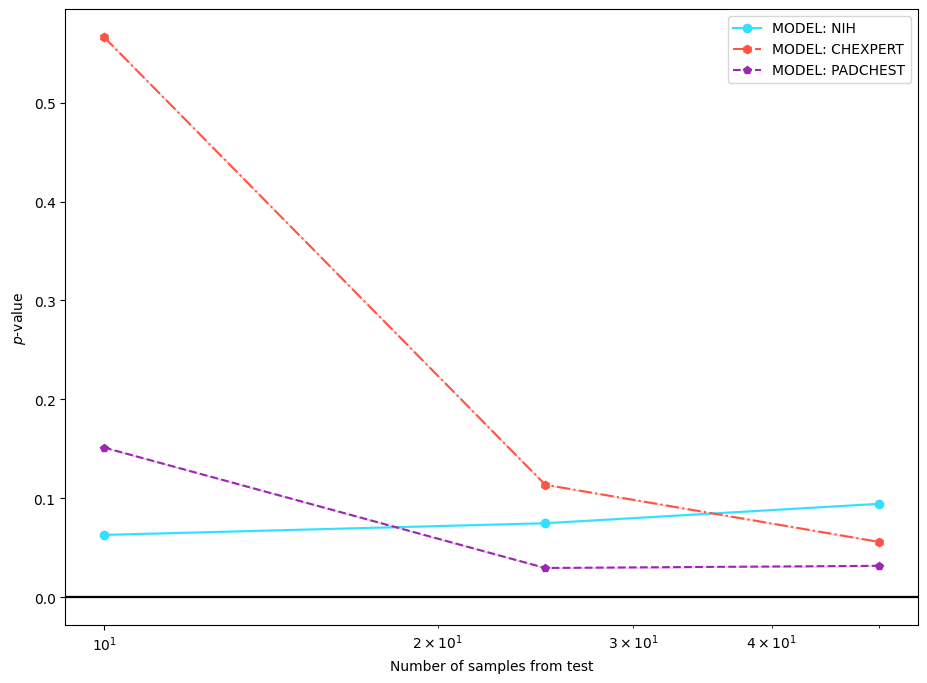 MODEL: NIH
MODEL: CHEXPERT
MODEL: PADCHEST
0.5
0.4
0.3
0.2
0.1
0.0
p-value
10¹
2 × 10¹
3 × 10¹
4 × 10¹
Number of samples from test